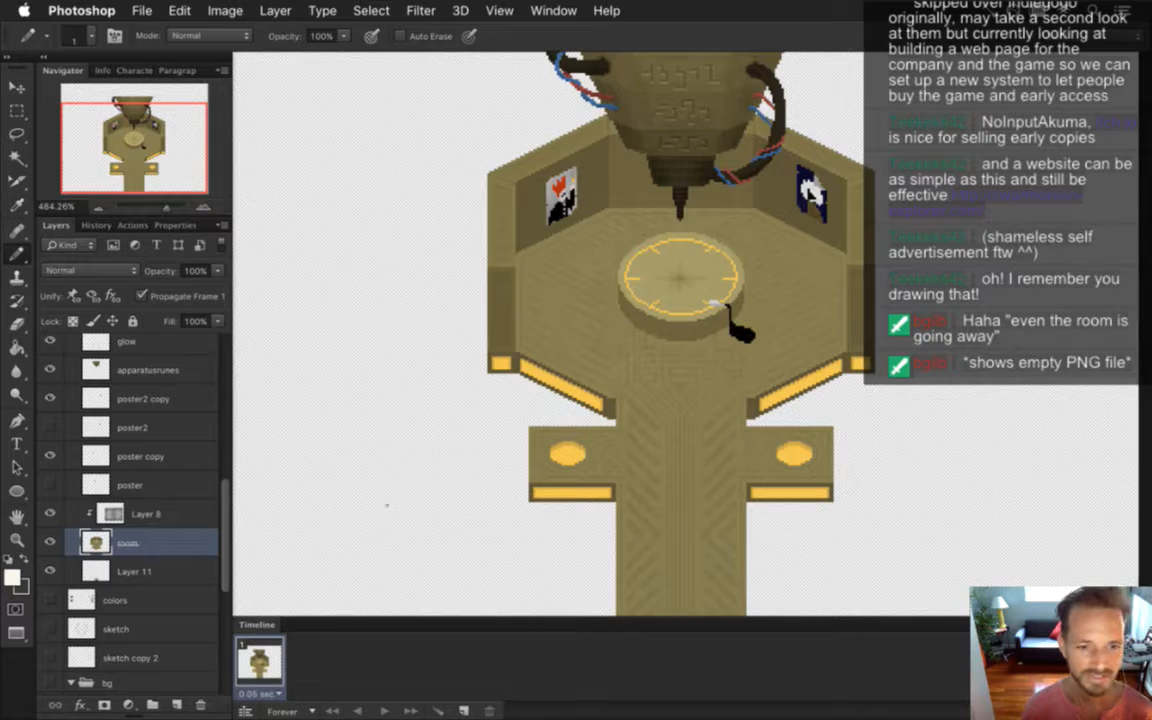 Photoshop File Edit Image Layer Type Select Filter 3D View Window Help
1 Mode: Normal Opacity: 100% Auto Erase
Navigator Info Characte Paragrap
484.26%
Layers History Actions Properties
Kind
Normal Opacity: 100%
Unify: Propagate Frame 1
Lock: Fill: 100%
glow
apparatusrunes
poster2 copy
poster2
poster copy
poster
Layer 8
room
Layer 11
colors
sketch
sketch copy 2
bg
fx
Timeline
1
0.05 sec.
Forever
skipped over Indiegogo
originally, may take a second look
at them but currently looking at
building a web page for the
company and the game so we can
set up a new system to let people
buy the game and early access
NoInputAkuma,
is nice for selling early copies
and a website can be
as simple as this and still be
effective
(shameless self
advertisement ftw ^^)
oh! I remember you
drawing that!
Haha "even the room is
going away"
*shows empty PNG file*